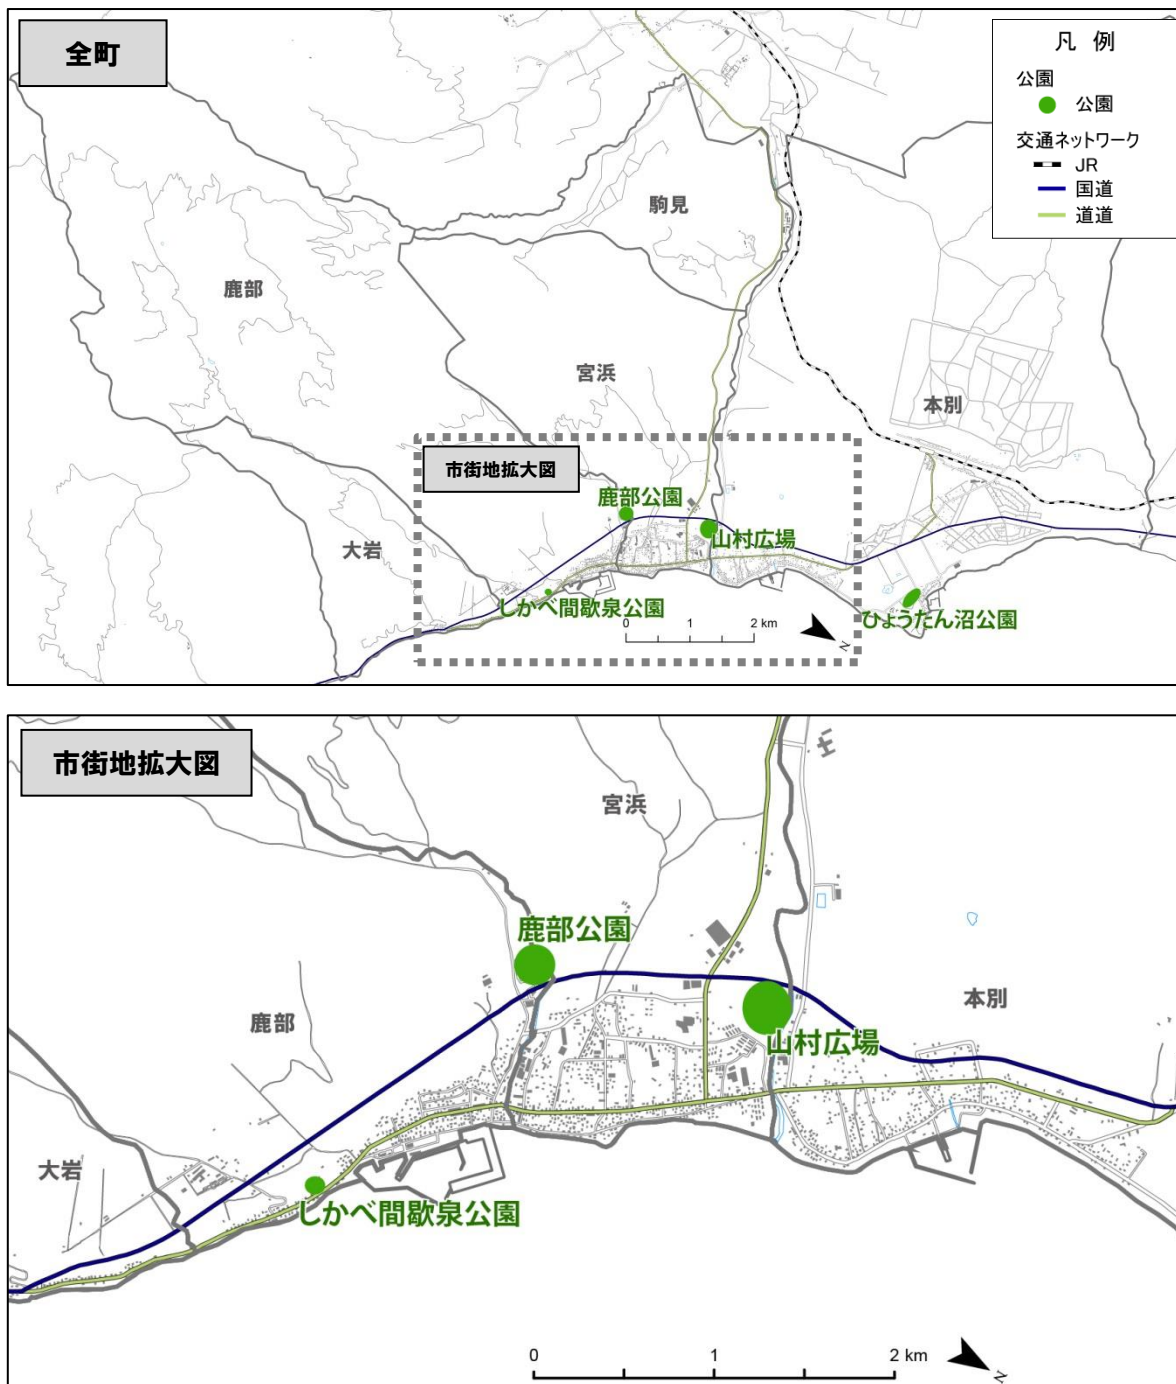 全町
凡 例
公園
公園
交通ネットワーク
JR
国道
道道
駒見
鹿部
宮浜
本別
市街地拡大図
鹿部公園
山村広場
大岩
しかべ間歇泉公園
ひょうたん沼公園
0 1 2 km
N
市街地拡大図
宮浜
鹿部公園
本別
鹿部
山村広場
大岩
しかべ間歇泉公園
0 1 2 km
N